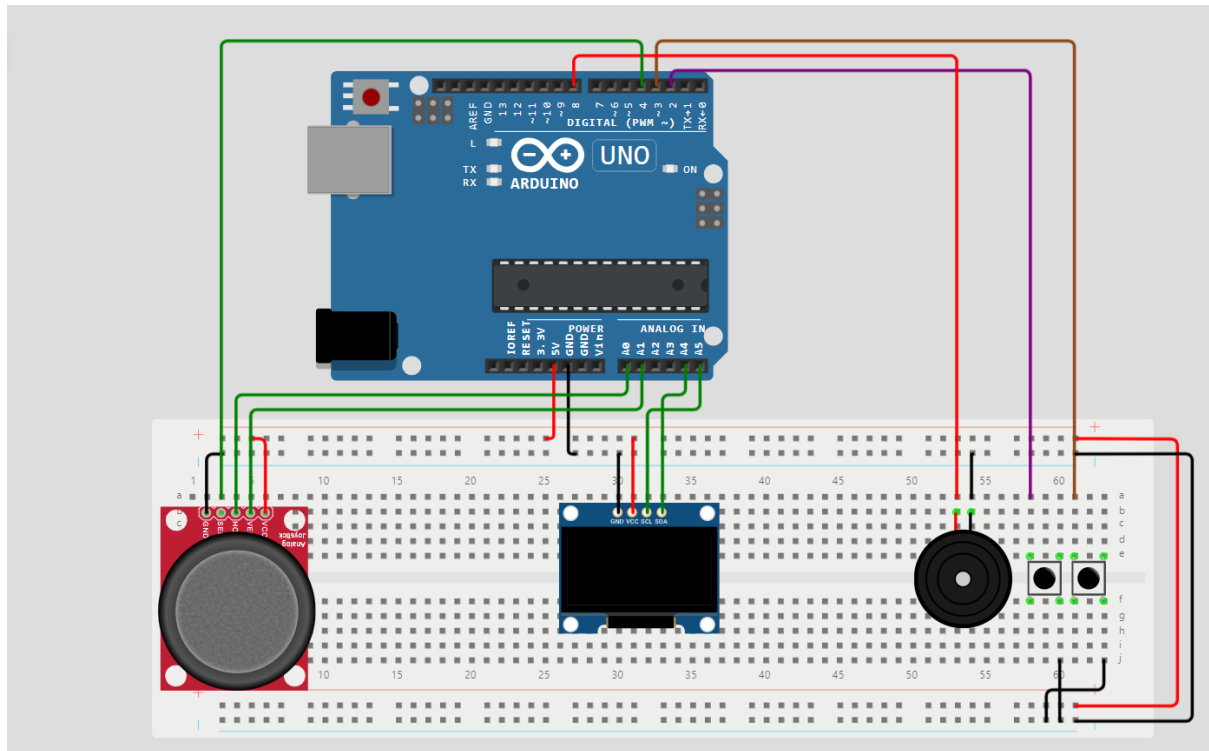 AREF
GND
13
12
~11
~10
~9
8
7
~6
~5
4
~3
2
TX→1
RX←0
DIGITAL (PWM ~)
L
TX
RX
UNO
ARDUINO
ON
IOREF
RESET
3.3V
5V
GND
GND
Vin
POWER
ANALOG IN
A0
A1
A2
A3
A4
A5
+
+
1
10
15
20
25
30
35
40
45
50
55
60
a
b
c
a
b
c
d
e
f
g
h
i
j
GND
SEL
VCC
Analog
Joystick
GND VCC SCL SDA
10
15
20
25
30
35
40
45
50
55
60
+
+